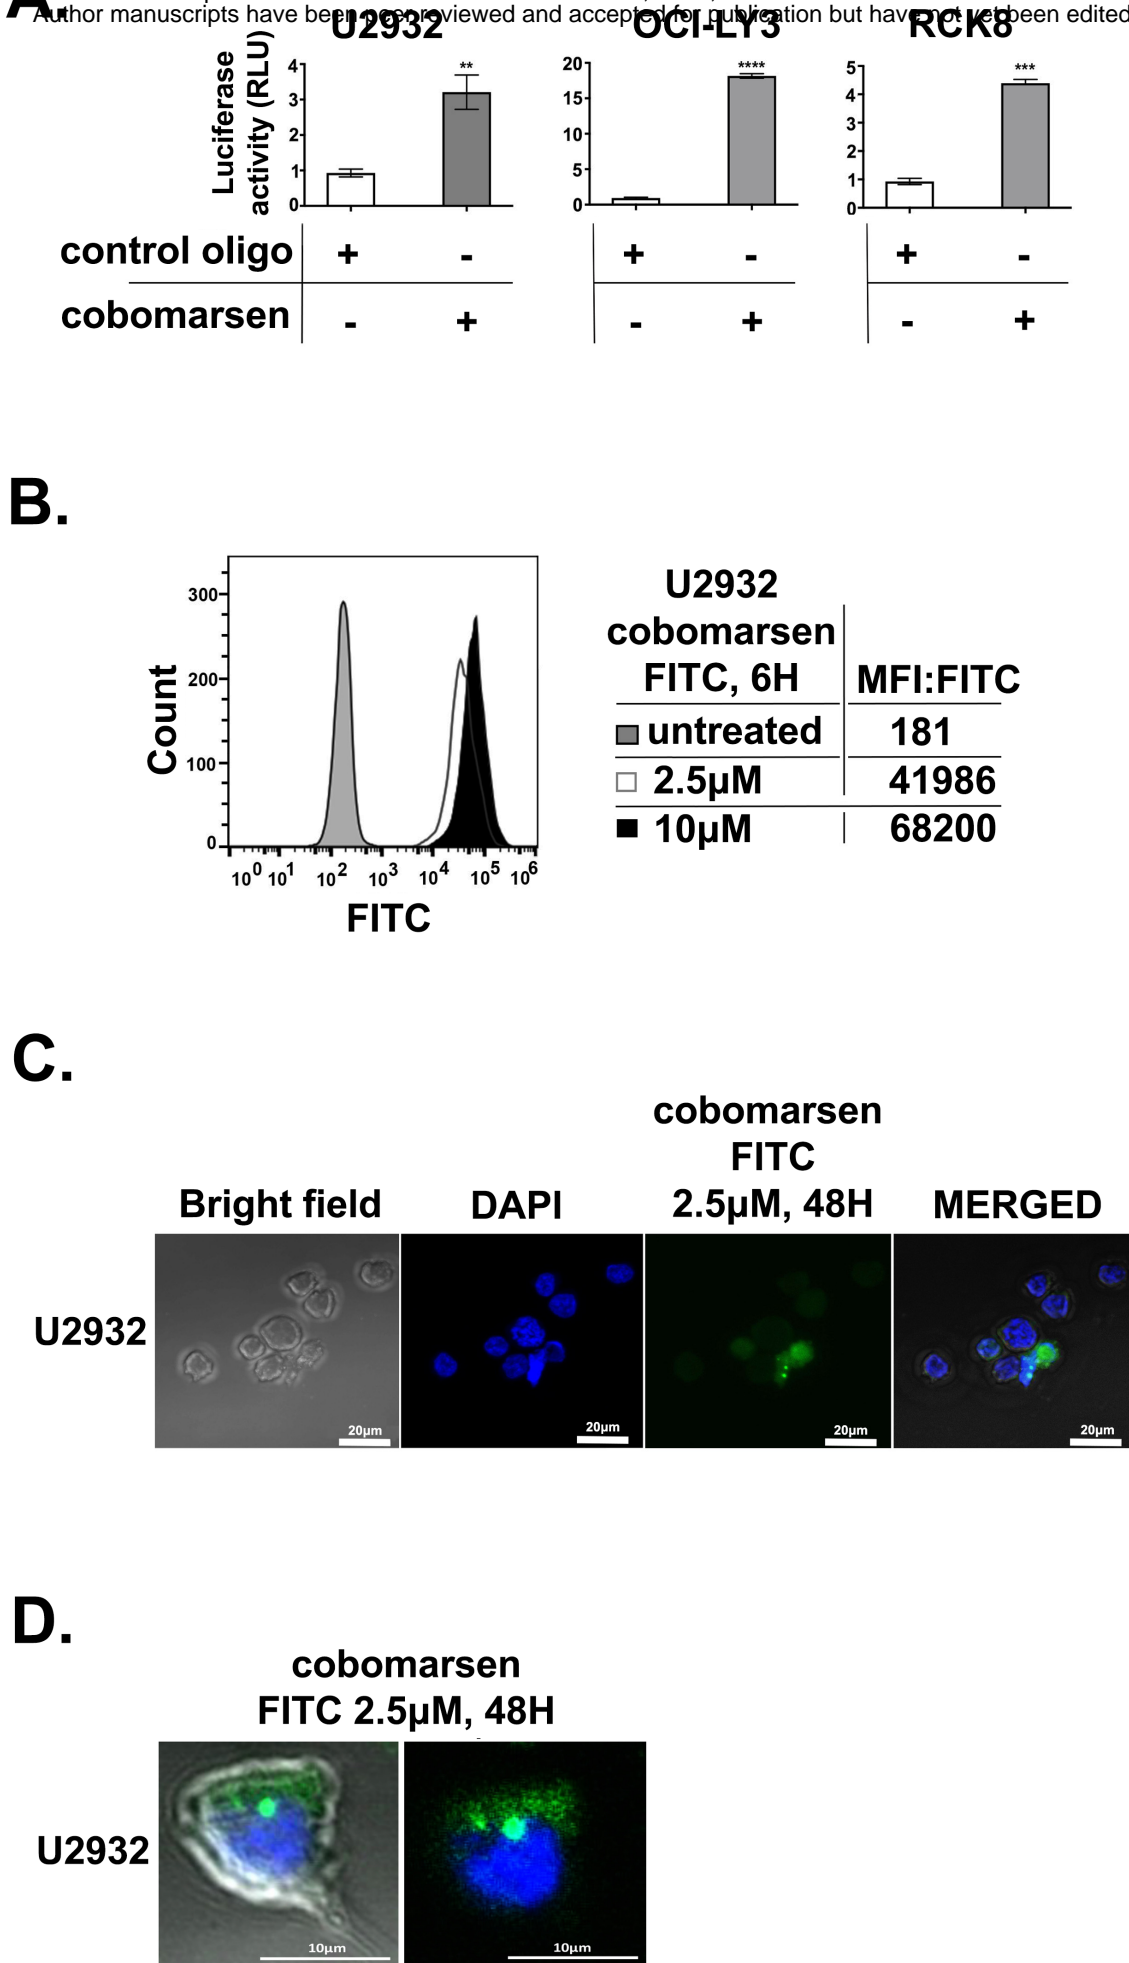 A.
Author manuscripts have been peer reviewed and accepted for publication but have not yet been edited
U2932 OCI-LY3 RCK8
Luciferase
activity (RLU)
4 3 2 1 0
**
20 15 10 5 0
****
5 4 3 2 1 0
***
control oligo + - + - + -
cobomarsen - + - + - +
B.
Count
300
200
100
0
10^0 10^1 10^2 10^3 10^4 10^5 10^6
FITC
U2932
cobomarsen
FITC, 6H MFI:FITC
untreated 181
2.5µM 41986
10µM 68200
C.
cobomarsen
FITC
Bright field DAPI 2.5µM, 48H MERGED
U2932
20µm 20µm 20µm 20µm
D.
cobomarsen
FITC 2.5µM, 48H
U2932
10µm 10µm